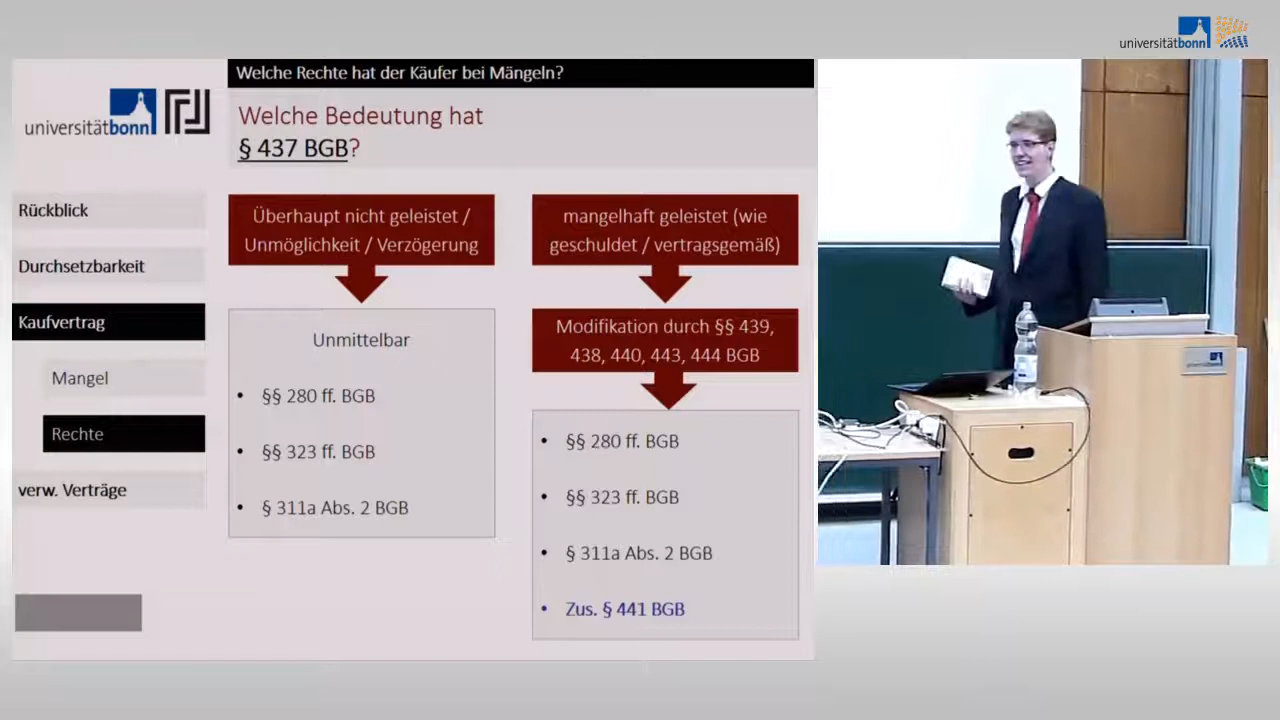 universitätbonn
Welche Rechte hat der Käufer bei Mängeln?
universitätbonn
Welche Bedeutung hat
§ 437 BGB?
Rückblick
Durchsetzbarkeit
Kaufvertrag
Mangel
Rechte
verw. Verträge
Überhaupt nicht geleistet /
Unmöglichkeit / Verzögerung
Unmittelbar
• §§ 280 ff. BGB
• §§ 323 ff. BGB
• § 311a Abs. 2 BGB
mangelhaft geleistet (wie
geschuldet / vertragsgemäß)
Modifikation durch §§ 439,
438, 440, 443, 444 BGB
• §§ 280 ff. BGB
• §§ 323 ff. BGB
• § 311a Abs. 2 BGB
• Zus. § 441 BGB